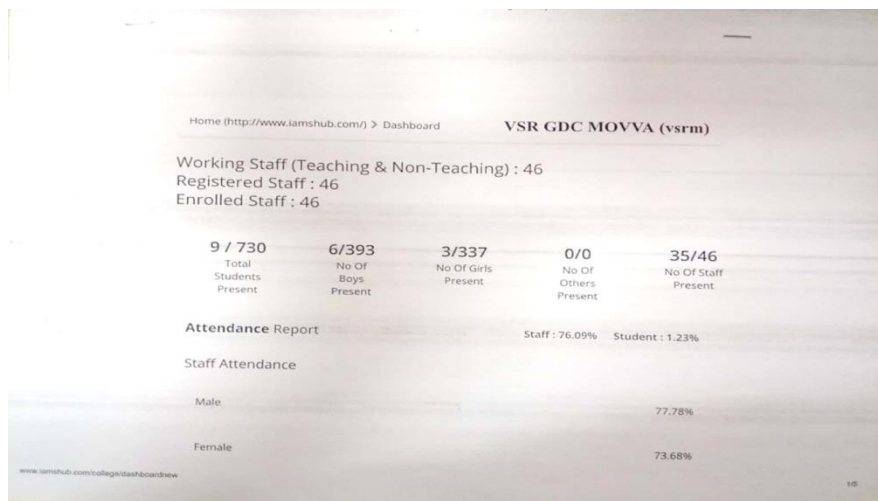 Home (http://www.iamshub.com/) > Dashboard VSR GDC MOVVA (vsrm)
Working Staff (Teaching & Non-Teaching) : 46
Registered Staff : 46
Enrolled Staff : 46
9 / 730 6/393 3/337 0/0 35/46
Total No Of No Of Girls No Of No Of Staff
Students Boys Present Others Present
Present Present Present
Attendance Report Staff : 76.09% Student : 1.23%
Staff Attendance
Male 77.78%
Female 73.68%
www.iamshub.com/college/dashboardnew 1/5